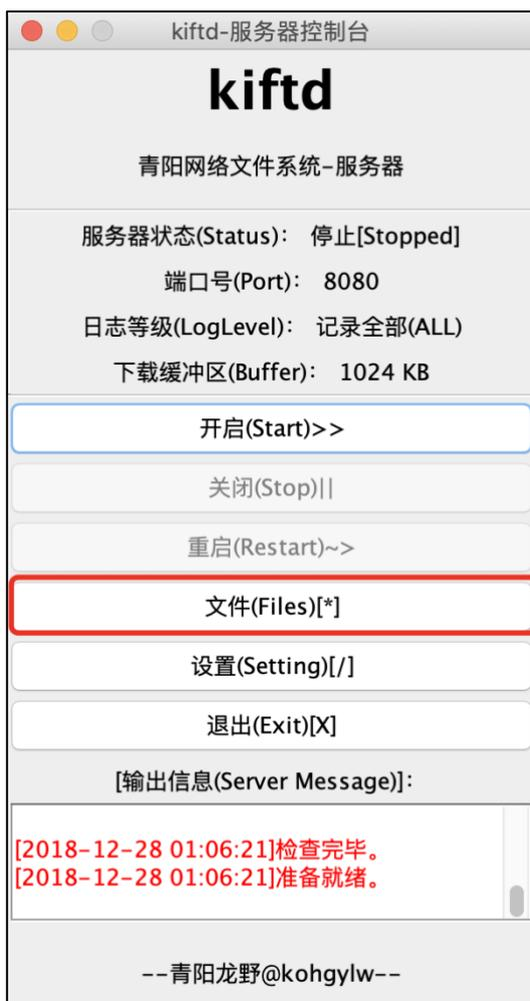 kiftd-服务器控制台
kiftd
青阳网络文件系统-服务器
服务器状态(Status)： 停止[Stopped]
端口号(Port)： 8080
日志等级(LogLevel)： 记录全部(ALL)
下载缓冲区(Buffer)： 1024 KB
开启(Start)>>
关闭(Stop)||
重启(Restart)~>
文件(Files)[*]
设置(Setting)[/]
退出(Exit)[X]
[输出信息(Server Message)]：
[2018-12-28 01:06:21]检查完毕。
[2018-12-28 01:06:21]准备就绪。
--青阳龙野@kohgylw--